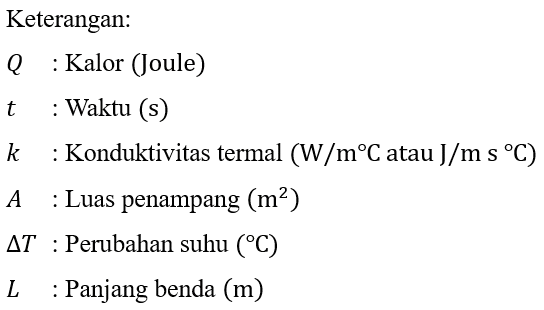 Keterangan:
Q : Kalor (Joule)
t : Waktu (s)
k : Konduktivitas termal (W/m°C atau J/m s °C)
A : Luas penampang (m²)
ΔT : Perubahan suhu (°C)
L : Panjang benda (m)